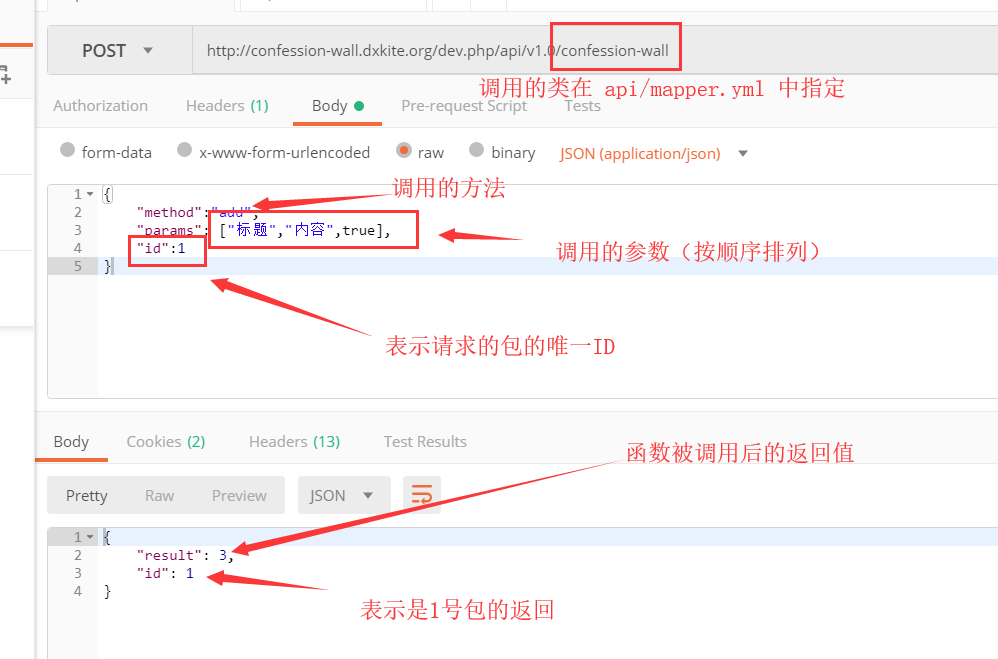 POST
http://confession-wall.dxkite.org/dev.php/api/v1.0/confession-wall
调用的类在 api/mapper.yml 中指定
Authorization Headers (1) Body Pre-request Script Tests
form-data x-www-form-urlencoded raw binary JSON (application/json)
调用的方法
1 {
2 "method":"add",
3 "params": ["标题","内容",true],
4 "id":1
5 }
调用的参数（按顺序排列）
表示请求的包的唯一ID
Body Cookies (2) Headers (13) Test Results
函数被调用后的返回值
Pretty Raw Preview JSON
1 {
2 "result": 3,
3 "id": 1
4 }
表示是1号包的返回